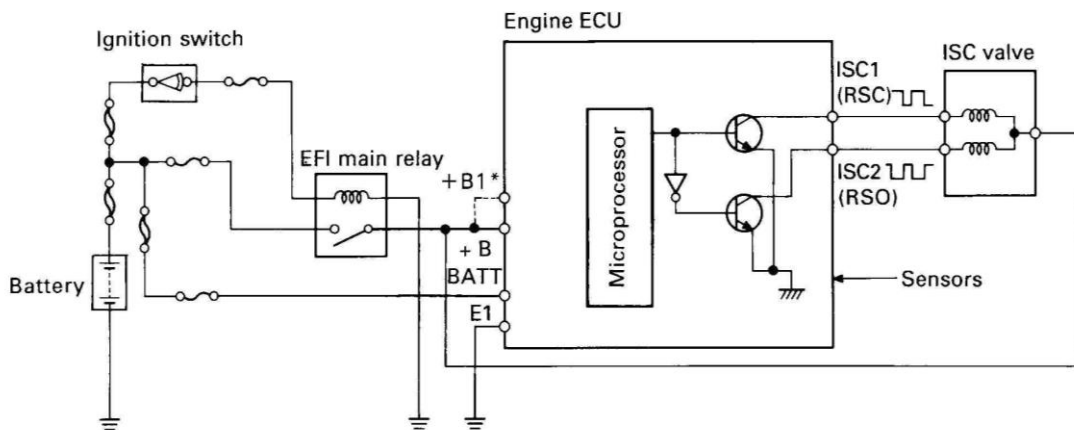 Engine ECU
Ignition switch
ISC1
(RSC)
ISC valve
EFI main relay
+B1*
Microprocessor
ISC2
(RSO)
+B
Battery
BATT
Sensors
E1